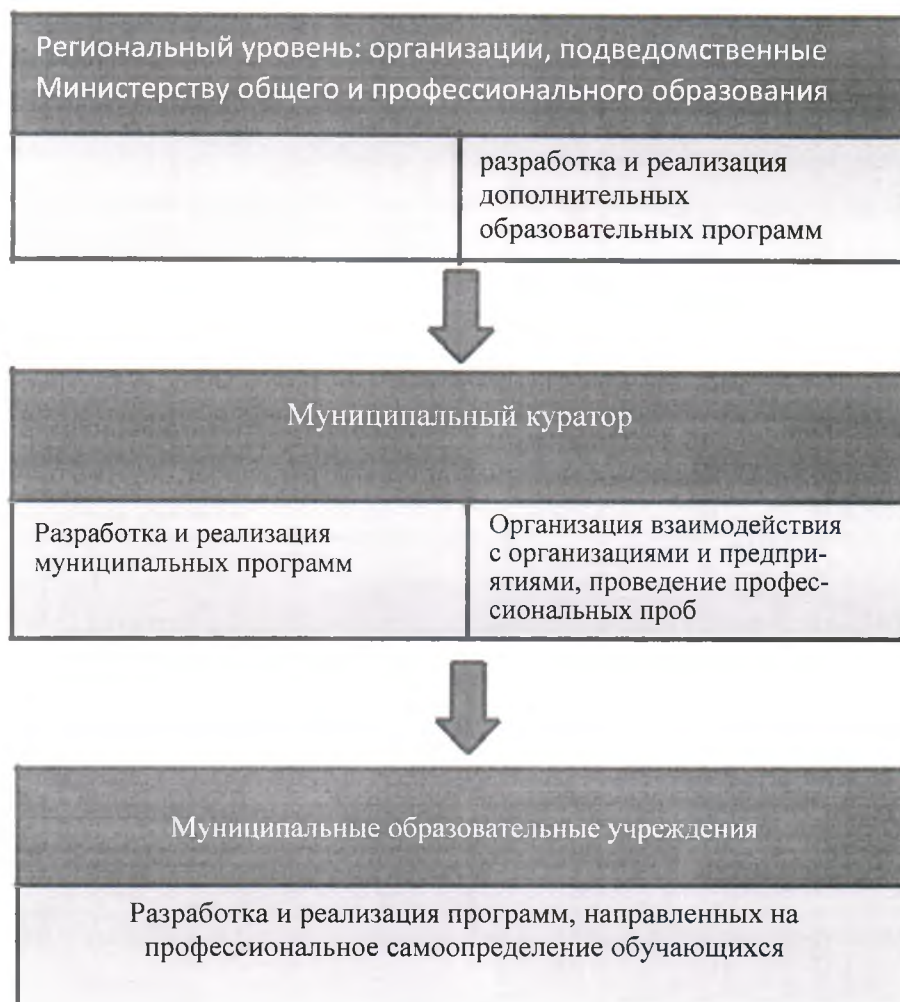 Региональный уровень: организации, подведомственные
Министерству общего и профессионального образования
разработка и реализация
дополнительных
образовательных программ
Муниципальный куратор
Разработка и реализация
муниципальных программ
Организация взаимодействия
с организациями и предпри-
ятиями, проведение профес-
сиональных проб
Муниципальные образовательные учреждения
Разработка и реализация программ, направленных на
профессиональное самоопределение обучающихся